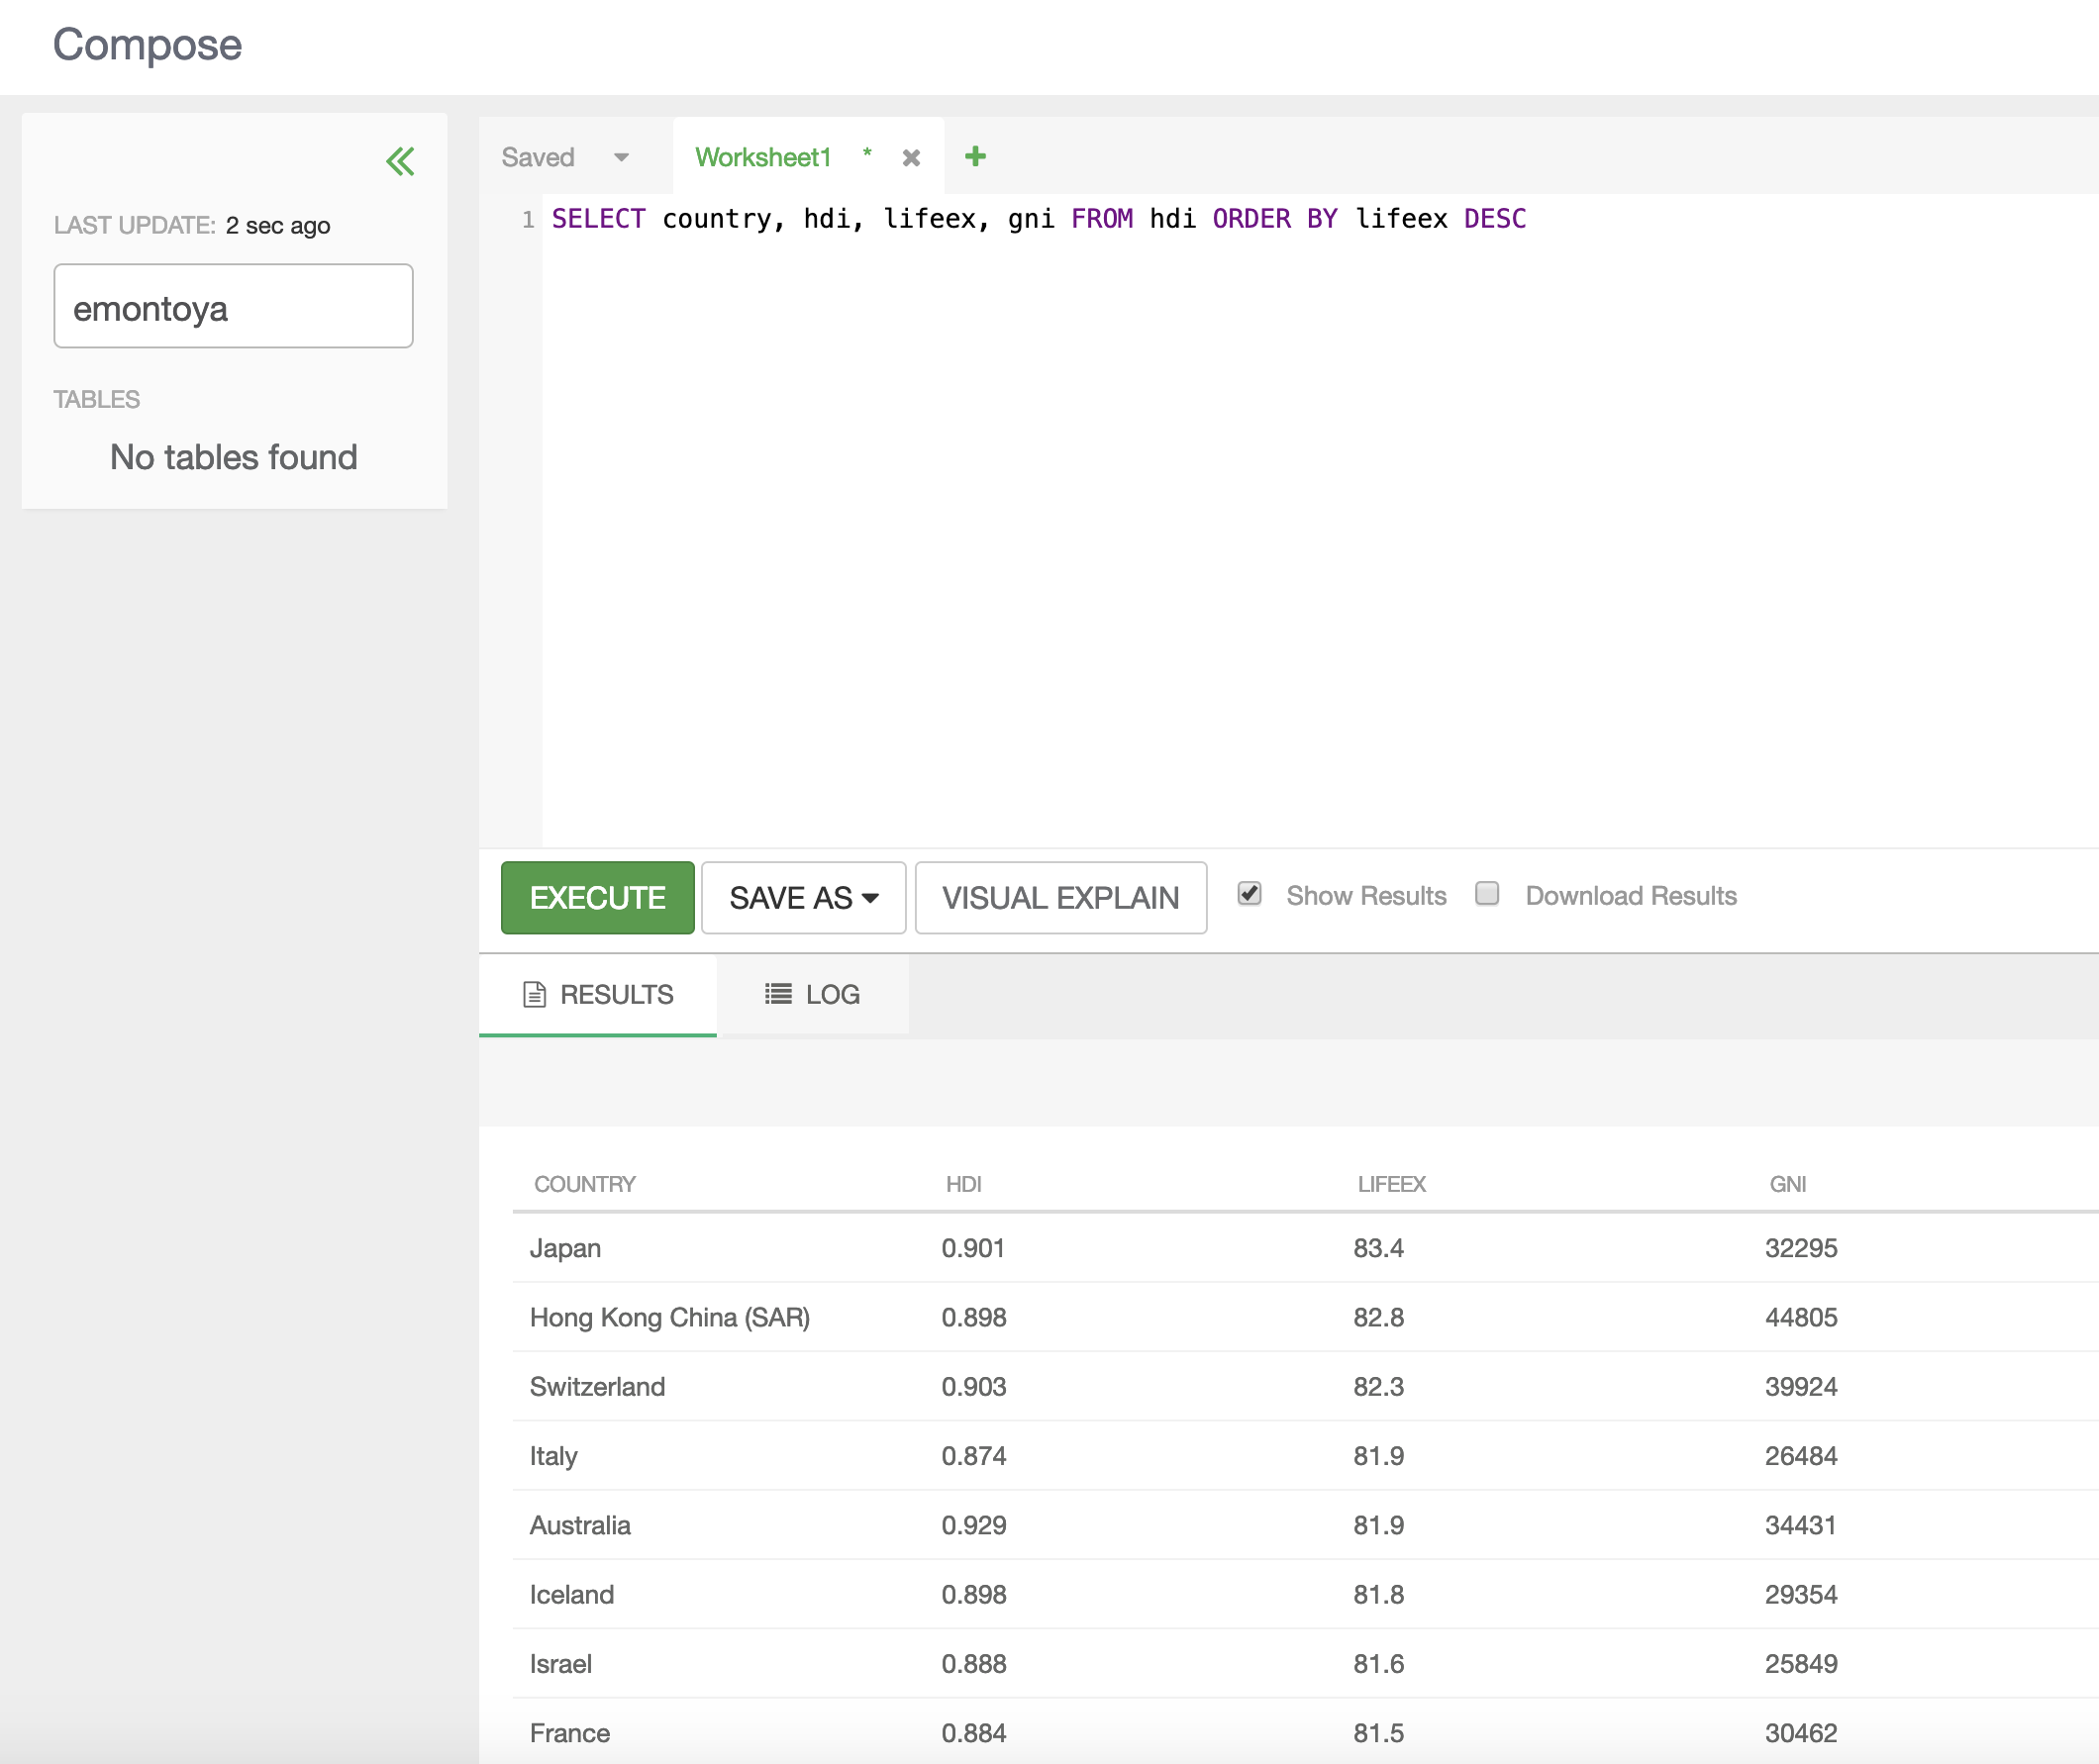 Compose
LAST UPDATE: 2 sec ago
emontoya
TABLES
No tables found
Saved Worksheet1 *
1 SELECT country, hdi, lifeex, gni FROM hdi ORDER BY lifeex DESC
EXECUTE SAVE AS VISUAL EXPLAIN Show Results Download Results
RESULTS LOG
COUNTRY HDI LIFEEX GNI
Japan 0.901 83.4 32295
Hong Kong China (SAR) 0.898 82.8 44805
Switzerland 0.903 82.3 39924
Italy 0.874 81.9 26484
Australia 0.929 81.9 34431
Iceland 0.898 81.8 29354
Israel 0.888 81.6 25849
France 0.884 81.5 30462